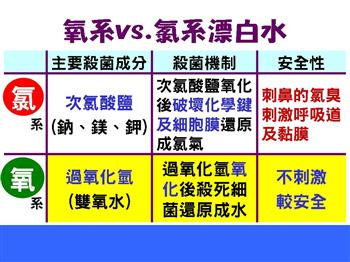 氧系vs.氯系漂白水
主要殺菌成分 殺菌機制 安全性
氯系
次氯酸鹽
(鈉、鎂、鉀)
次氯酸鹽氧化
後破壞化學鍵
及細胞膜還原
成氯氣
刺鼻的氯臭
刺激呼吸道
及黏膜
氧系
過氧化氫
(雙氧水)
過氧化氫氧
化後殺死細
菌還原成水
不刺激
較安全